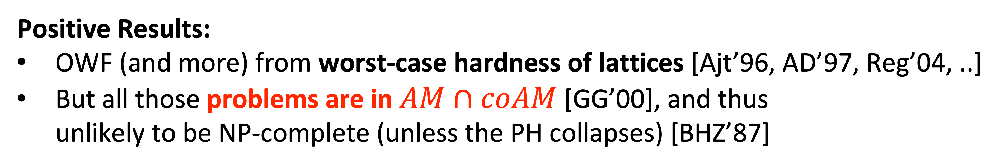 Positive Results:
• OWF (and more) from worst-case hardness of lattices [Ajt’96, AD’97, Reg’04, ..]
• But all those problems are in AM ∩ coAM [GG’00], and thus
unlikely to be NP-complete (unless the PH collapses) [BHZ’87]